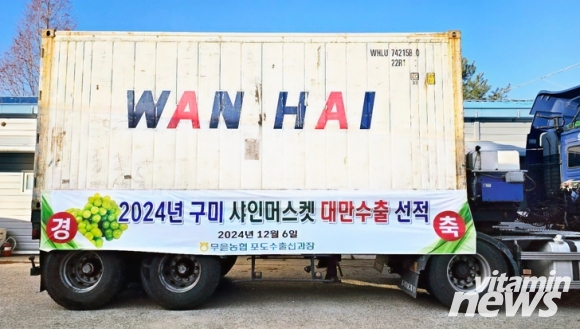 WHLU 742158 0
22R1
WAN HAI
경 2024년 구미 샤인머스켓 대만수출 선적 축
2024년 12월 6일
무을농협 포도수출선과장
vitamin
news